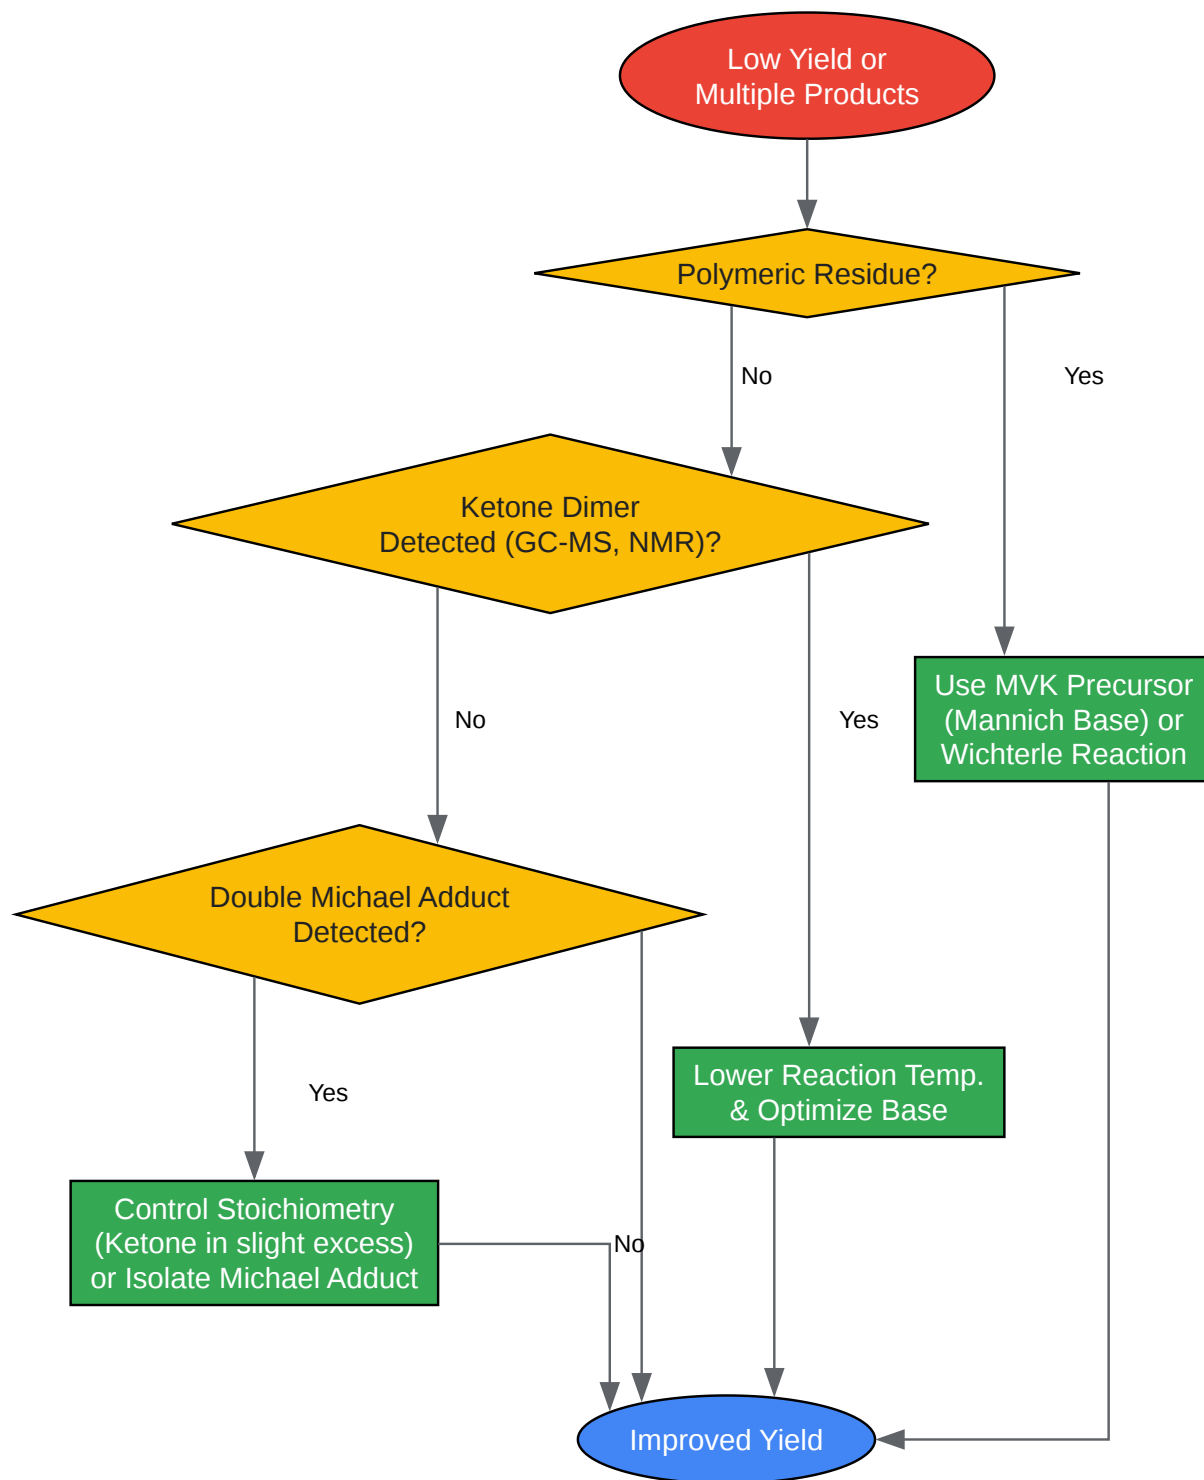 Low Yield or
Multiple Products
Polymeric Residue?
No
Yes
Ketone Dimer
Detected (GC-MS, NMR)?
No
Yes
Use MVK Precursor
(Mannich Base) or
Wichterle Reaction
Double Michael Adduct
Detected?
Yes
Lower Reaction Temp.
& Optimize Base
Control Stoichiometry
(Ketone in slight excess)
or Isolate Michael Adduct
No
Improved Yield